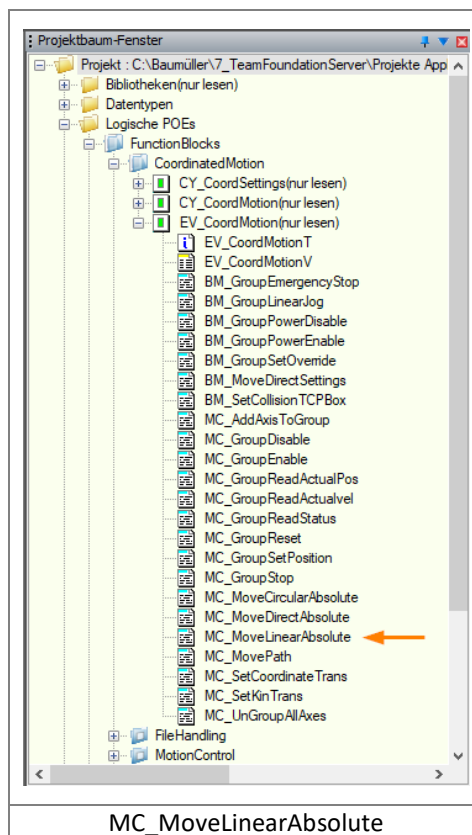 Projektbaum-Fenster
Projekt : C:\Baumüller\7_TeamFoundationServer\Projekte App
Bibliotheken(nur lesen)
Datentypen
Logische POEs
FunctionBlocks
CoordinatedMotion
CY_CoordSettings(nur lesen)
CY_CoordMotion(nur lesen)
EV_CoordMotion(nur lesen)
EV_CoordMotionT
EV_CoordMotionV
BM_GroupEmergencyStop
BM_GroupLinearJog
BM_GroupPowerDisable
BM_GroupPowerEnable
BM_GroupSetOverride
BM_MoveDirectSettings
BM_SetCollisionTCPBox
MC_AddAxisToGroup
MC_GroupDisable
MC_GroupEnable
MC_GroupReadActualPos
MC_GroupReadActualvel
MC_GroupReadStatus
MC_GroupReset
MC_GroupSetPosition
MC_GroupStop
MC_MoveCircularAbsolute
MC_MoveDirectAbsolute
MC_MoveLinearAbsolute
MC_MovePath
MC_SetCoordinateTrans
MC_SetKinTrans
MC_UnGroupAllAxes
FileHandling
MotionControl
MC_MoveLinearAbsolute